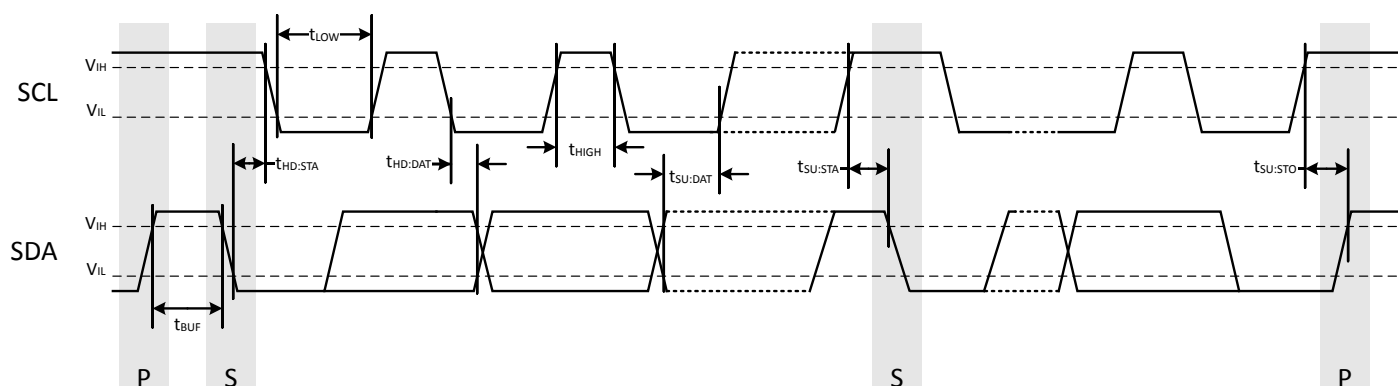 tLOW
VIH
SCL
VIL
tHD:STA
tHD:DAT
tHIGH
tSU:DAT
tSU:STA
tSU:STO
VIH
SDA
VIL
tBUF
P
S
S
P